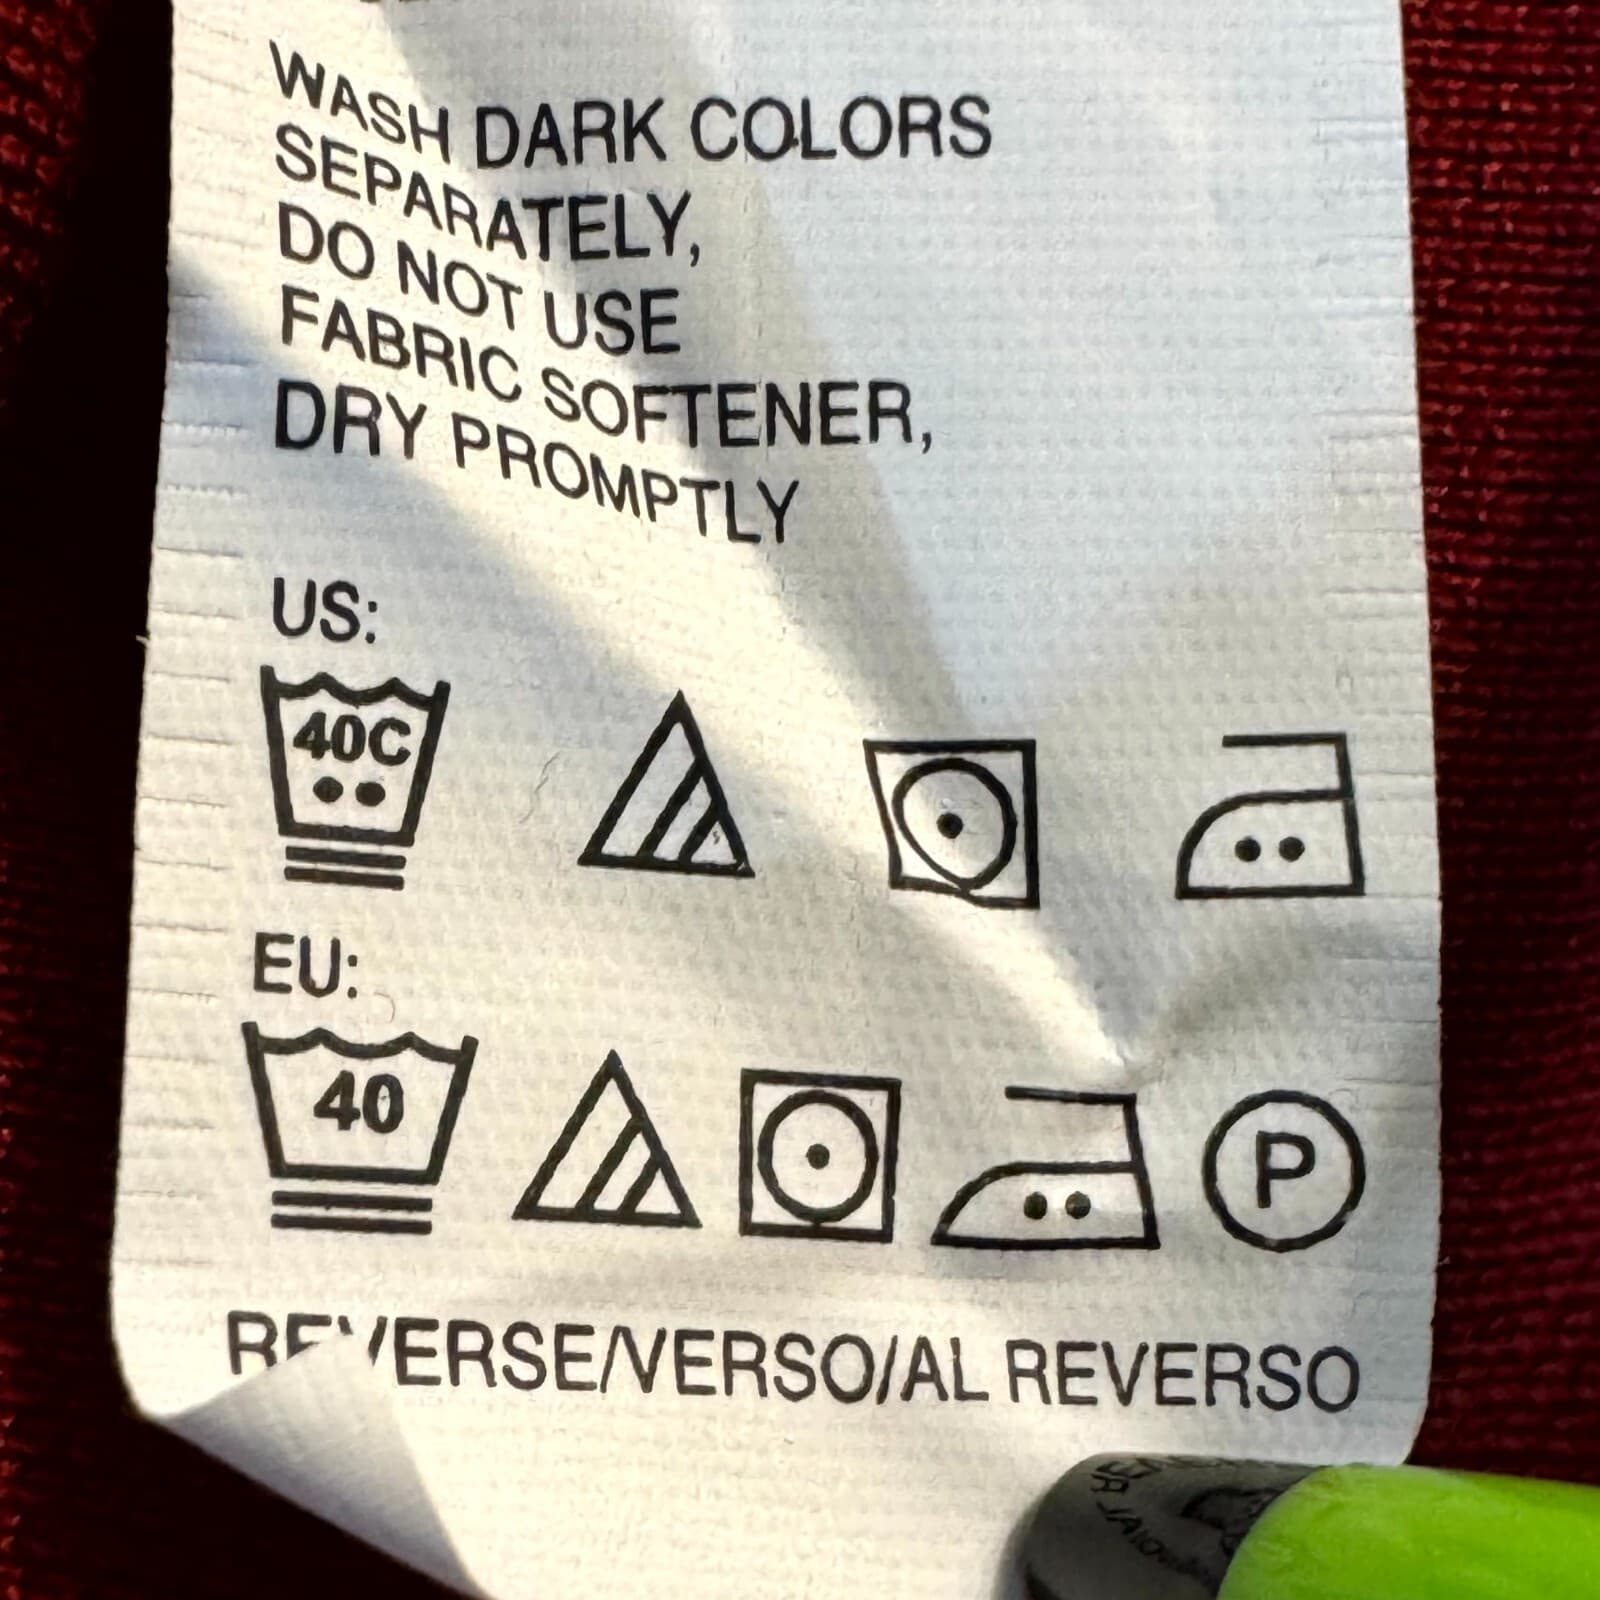 WASH DARK COLORS
SEPARATELY,
DO NOT USE
FABRIC SOFTENER,
DRY PROMPTLY
US:
40C
EU:
40
P
REVERSE/VERSO/AL REVERSO